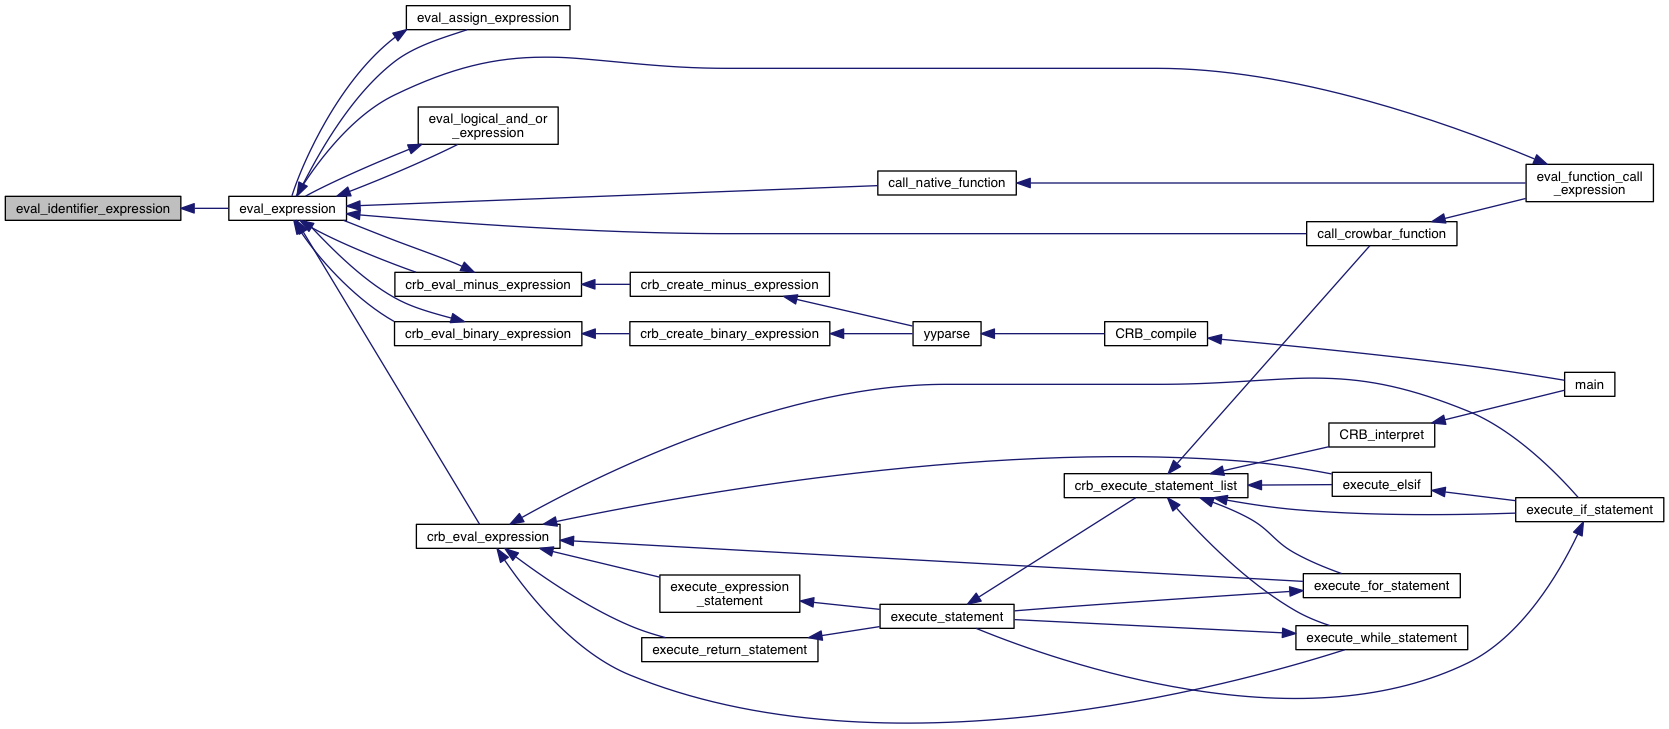 eval_assign_expression
eval_logical_and_or
_expression
call_native_function
eval_function_call
_expression
eval_identifier_expression
eval_expression
call_crowbar_function
crb_eval_minus_expression
crb_create_minus_expression
crb_eval_binary_expression
crb_create_binary_expression
yyparse
CRB_compile
main
CRB_interpret
crb_execute_statement_list
execute_elsif
execute_if_statement
crb_eval_expression
execute_expression
_statement
execute_for_statement
execute_statement
execute_return_statement
execute_while_statement